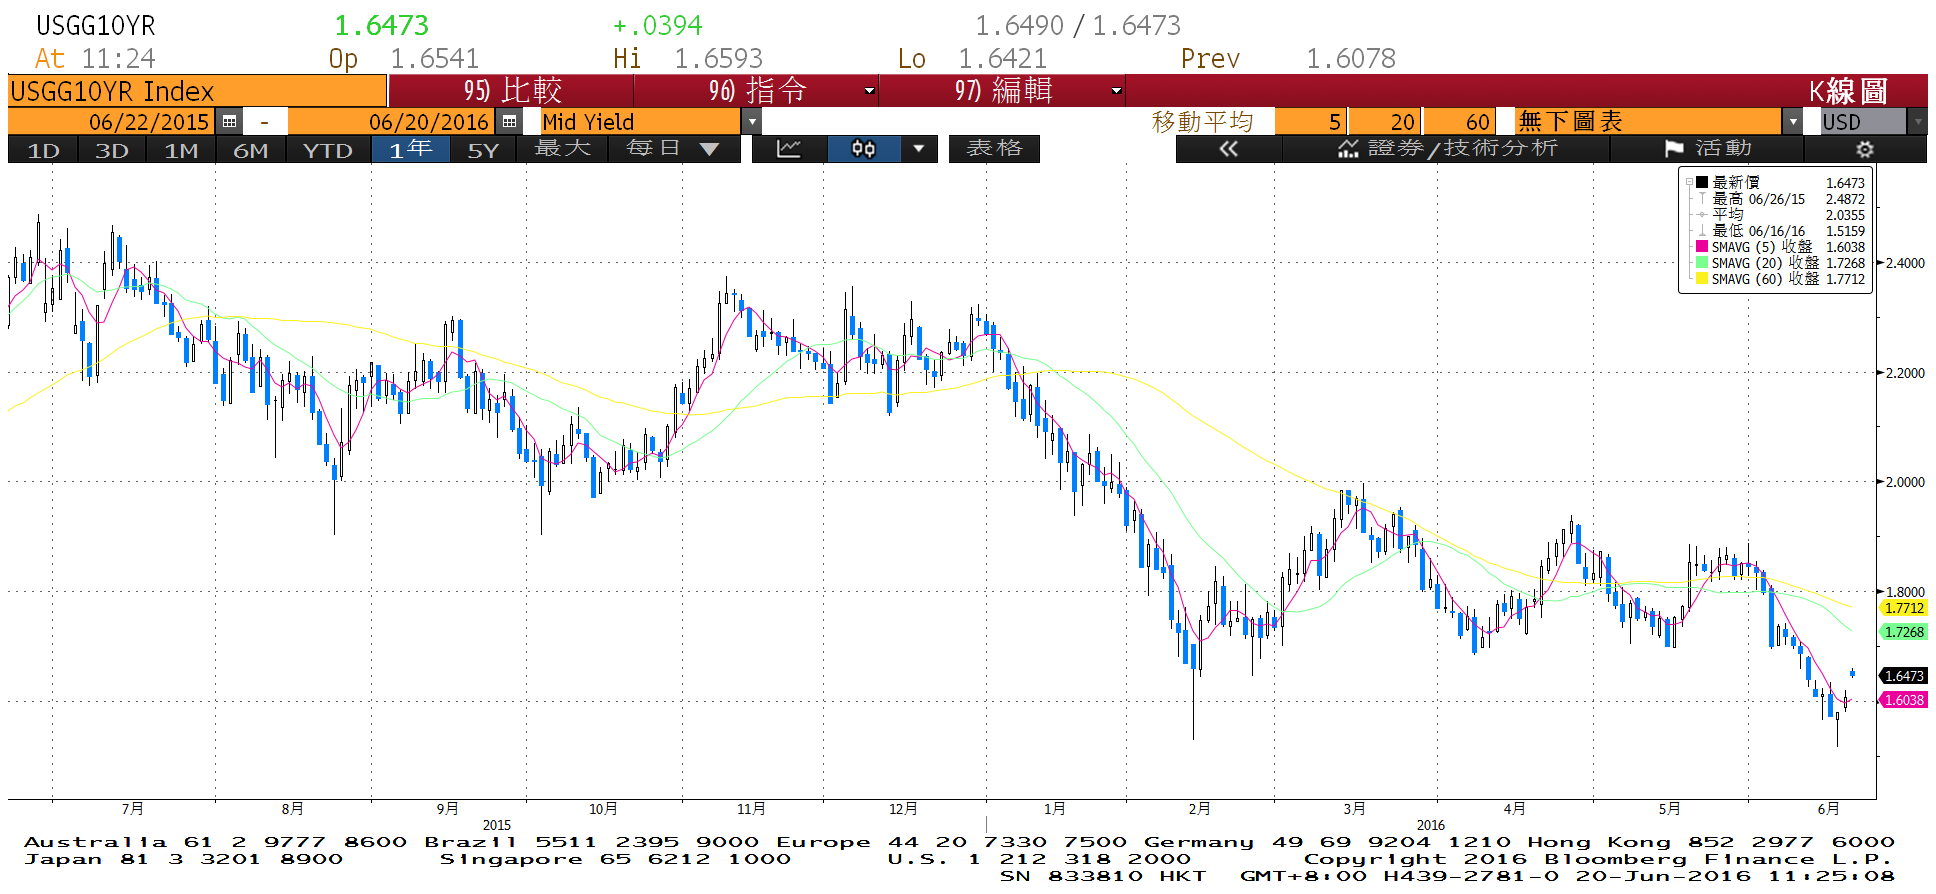 USGG10YR 1.6473 +.0394 1.6490 / 1.6473
At 11:24 Op 1.6541 Hi 1.6593 Lo 1.6421 Prev 1.6078
USGG10YR Index 95) 比較 96) 指令 97) 編輯 K線圖
06/22/2015 - 06/20/2016 Mid Yield 移動平均 5 20 60 無下圖表 USD
1D 3D 1M 6M YTD 1年 5Y 最大 每日 表格 證券/技術分析 活動
最新價 1.6473
最高 06/26/15 2.4872
平均 2.0355
最低 06/16/16 1.5159
SMAVG (5) 收盤 1.6038
SMAVG (20) 收盤 1.7268
SMAVG (60) 收盤 1.7712
2.4000
2.2000
2.0000
1.8000
1.7712
1.7268
1.6473
1.6038
7月 8月 9月 10月 11月 12月 1月 2月 3月 4月 5月 6月
2015 2016
Australia 61 2 9777 8600 Brazil 5511 2395 9000 Europe 44 20 7330 7500 Germany 49 69 9204 1210 Hong Kong 852 2977 6000
Japan 81 3 3201 8900 Singapore 65 6212 1000 U.S. 1 212 318 2000 Copyright 2016 Bloomberg Finance L.P.
SN 833810 HKT GMT+8:00 H439-2781-0 20-Jun-2016 11:25:08